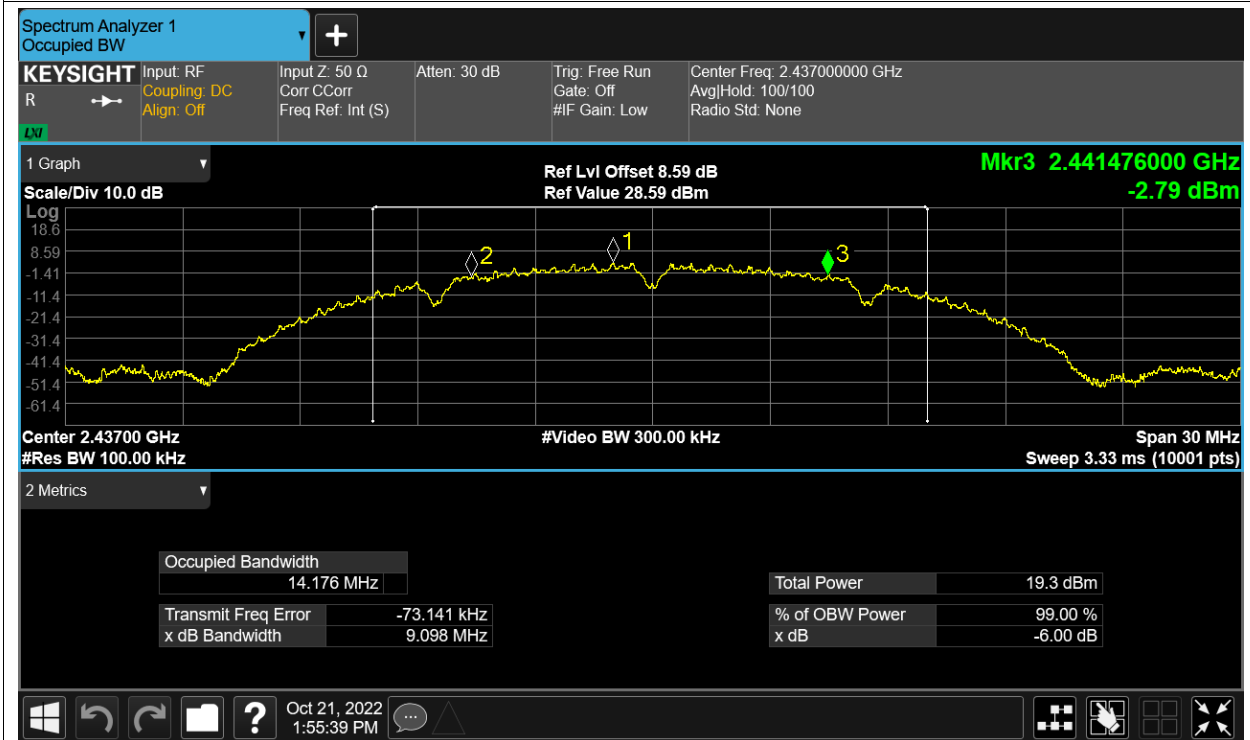 Spectrum Analyzer 1
Occupied BW
KEYSIGHT
R
LXI
Input: RF
Coupling: DC
Align: Off
Input Z: 50 Ω
Corr CCorr
Freq Ref: Int (S)
Atten: 30 dB
Trig: Free Run
Gate: Off
#IF Gain: Low
Center Freq: 2.437000000 GHz
Avg|Hold: 100/100
Radio Std: None
1 Graph
Scale/Div 10.0 dB
Ref Lvl Offset 8.59 dB
Ref Value 28.59 dBm
Mkr3 2.441476000 GHz
-2.79 dBm
Log
18.6
8.59
-1.41
-11.4
-21.4
-31.4
-41.4
-51.4
-61.4
2
1
3
Center 2.43700 GHz
#Res BW 100.00 kHz
#Video BW 300.00 kHz
Span 30 MHz
Sweep 3.33 ms (10001 pts)
2 Metrics
Occupied Bandwidth
14.176 MHz
Transmit Freq Error -73.141 kHz
x dB Bandwidth 9.098 MHz
Total Power 19.3 dBm
% of OBW Power 99.00 %
x dB -6.00 dB
?
Oct 21, 2022
1:55:39 PM